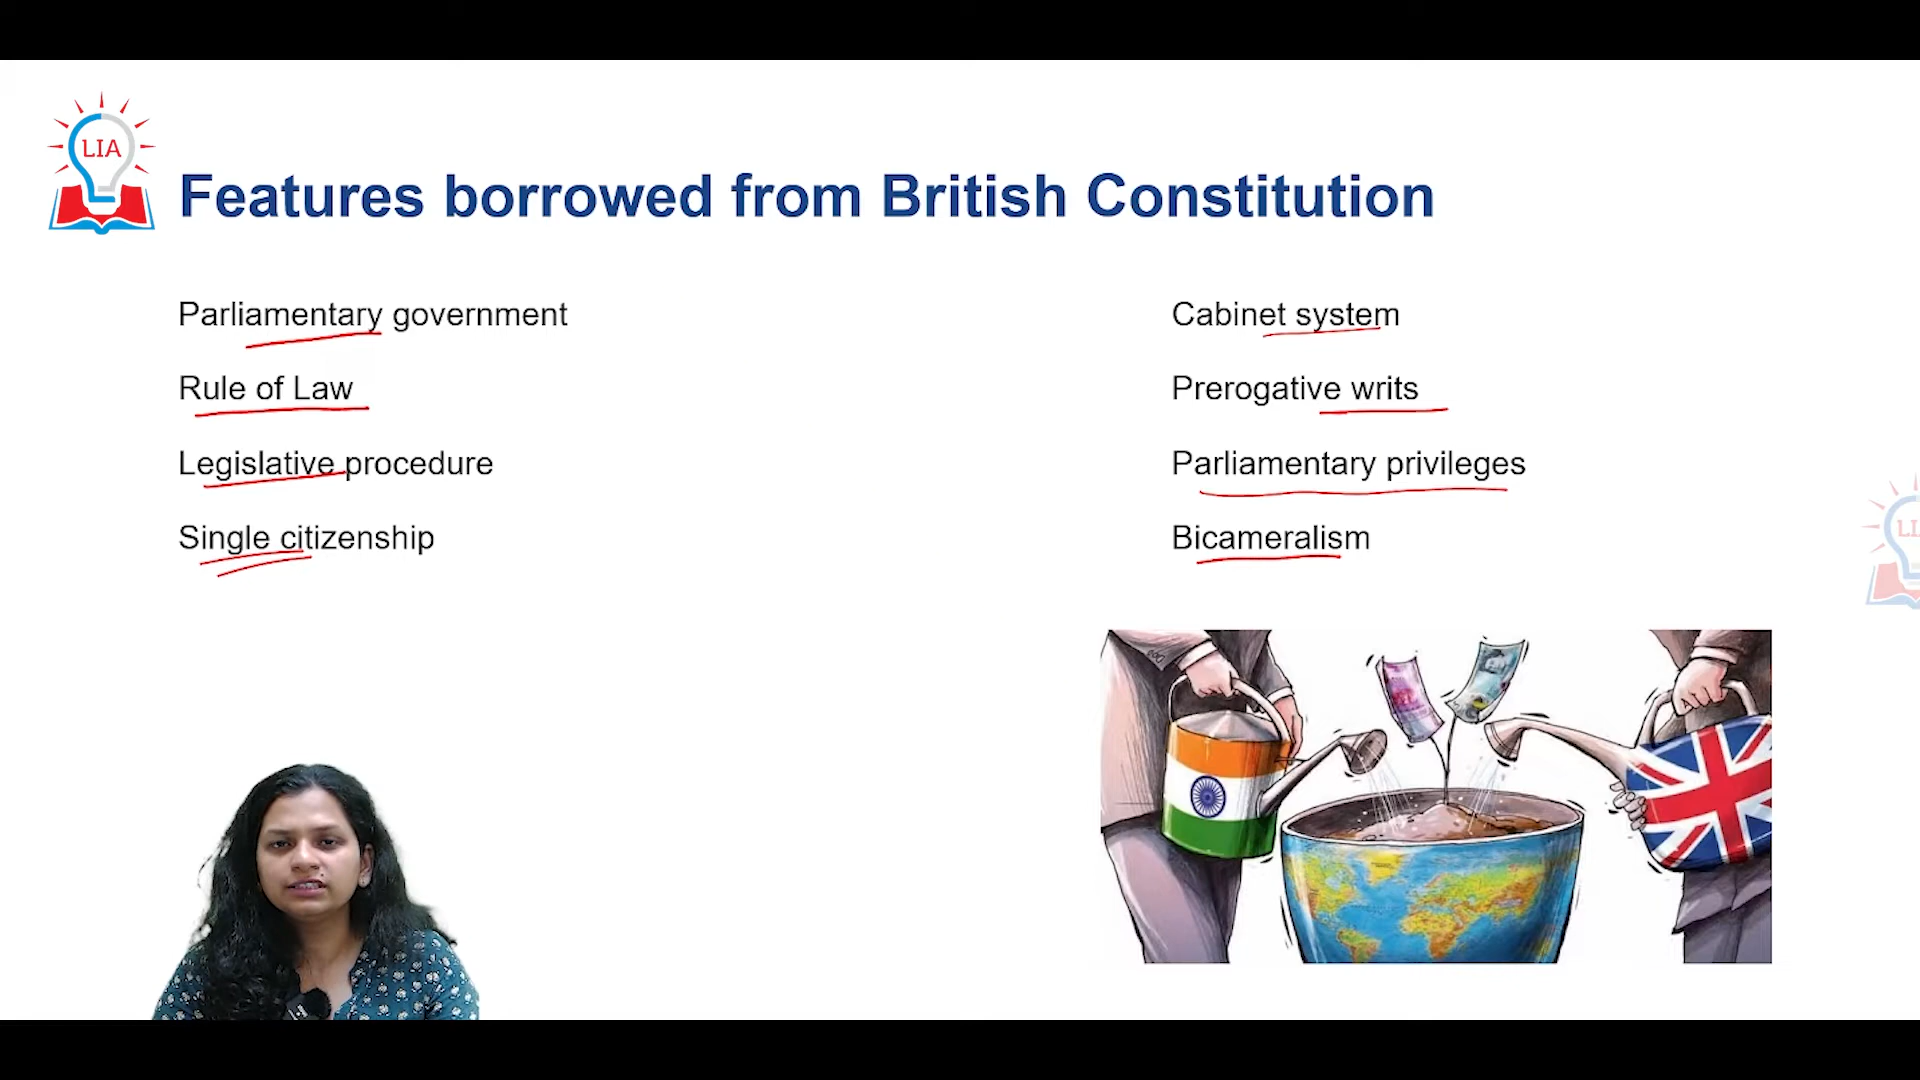 LIA
Features borrowed from British Constitution
Parliamentary government
Rule of Law
Legislative procedure
Single citizenship
Cabinet system
Prerogative writs
Parliamentary privileges
Bicameralism